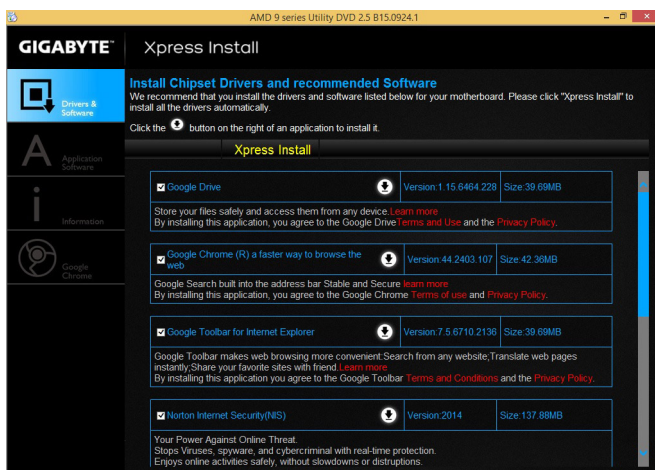 AMD 9 series Utility DVD 2.5 B15.0924.1
GIGABYTE™
Xpress Install
Drivers &
Software
Application
Software
Information
Google
Chrome
Install Chipset Drivers and recommended Software
We recommend that you install the drivers and software listed below for your motherboard. Please click "Xpress Install" to
install all the drivers automatically.
Click the button on the right of an application to install it.
Xpress Install
Google Drive
Version:1.15.6464.228
Size:39.69MB
Store your files safely and access them from any device.Learn more
By installing this application, you agree to the Google DriveTerms and Use and the Privacy Policy.
Google Chrome (R) a faster way to browse the
web
Version:44.2403.107
Size:42.36MB
Google Search built into the address bar Stable and Secure learn more
By installing this application, you agree to the Google Chrome Terms of use and Privacy Policy.
Google Toolbar for Internet Explorer
Version:7.5.6710.2136
Size:39.69MB
Google Toolbar makes web browsing more convenient:Search from any website;Translate web pages
instantly;Share your favorite sites with friend.Learn more
By installing this application you agree to the Google Toolbar Terms and Conditions and the Privacy Policy.
Norton Internet Security(NIS)
Version:2014
Size:137.88MB
Your Power Against Online Threat.
Stops Viruses, spyware, and cybercriminal with real-time protection.
Enjoys online activities safely, without slowdowns or distruptions.